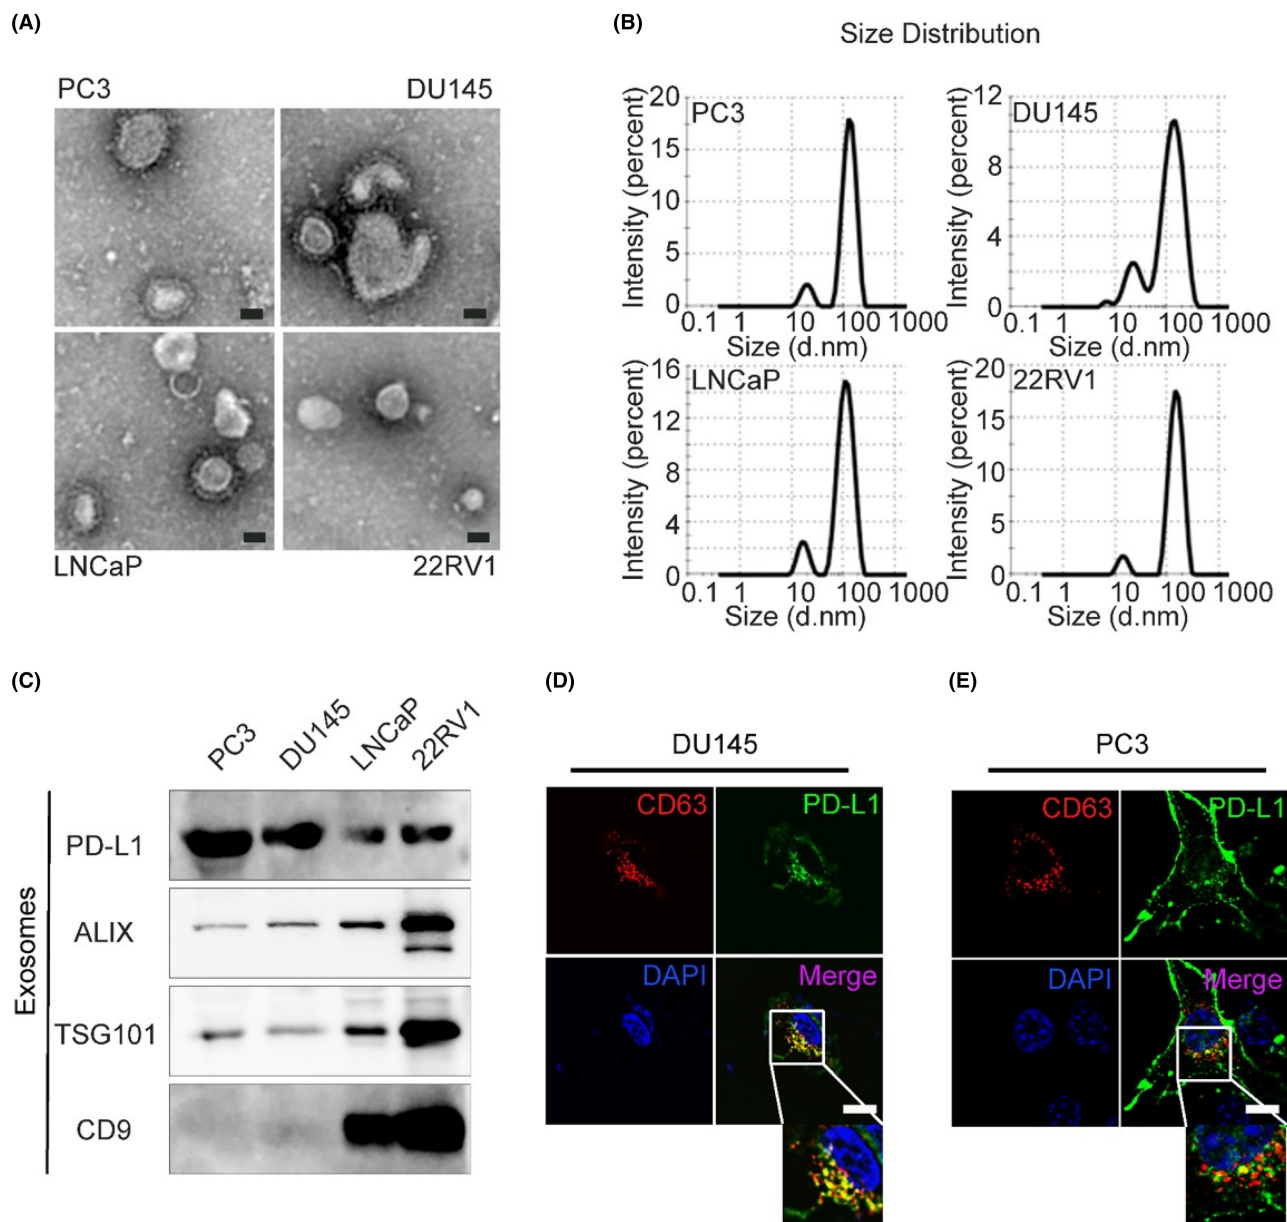 (A)
PC3
DU145
LNCaP
22RV1
(B)
Size Distribution
PC3
Intensity (percent)
20
15
10
5
0
0.1 1 10 100 1000
Size (d.nm)
DU145
Intensity (percent)
12
8
4
0
0.1 1 10 100 1000
Size (d.nm)
LNCaP
Intensity (percent)
16
12
8
4
0
0.1 1 10 100 1000
Size (d.nm)
22RV1
Intensity (percent)
20
15
10
5
0
0.1 1 10 100 1000
Size (d.nm)
(C)
PC3
DU145
LNCaP
22RV1
Exosomes
PD-L1
ALIX
TSG101
CD9
(D)
DU145
CD63
PD-L1
DAPI
Merge
(E)
PC3
CD63
PD-L1
DAPI
Merge